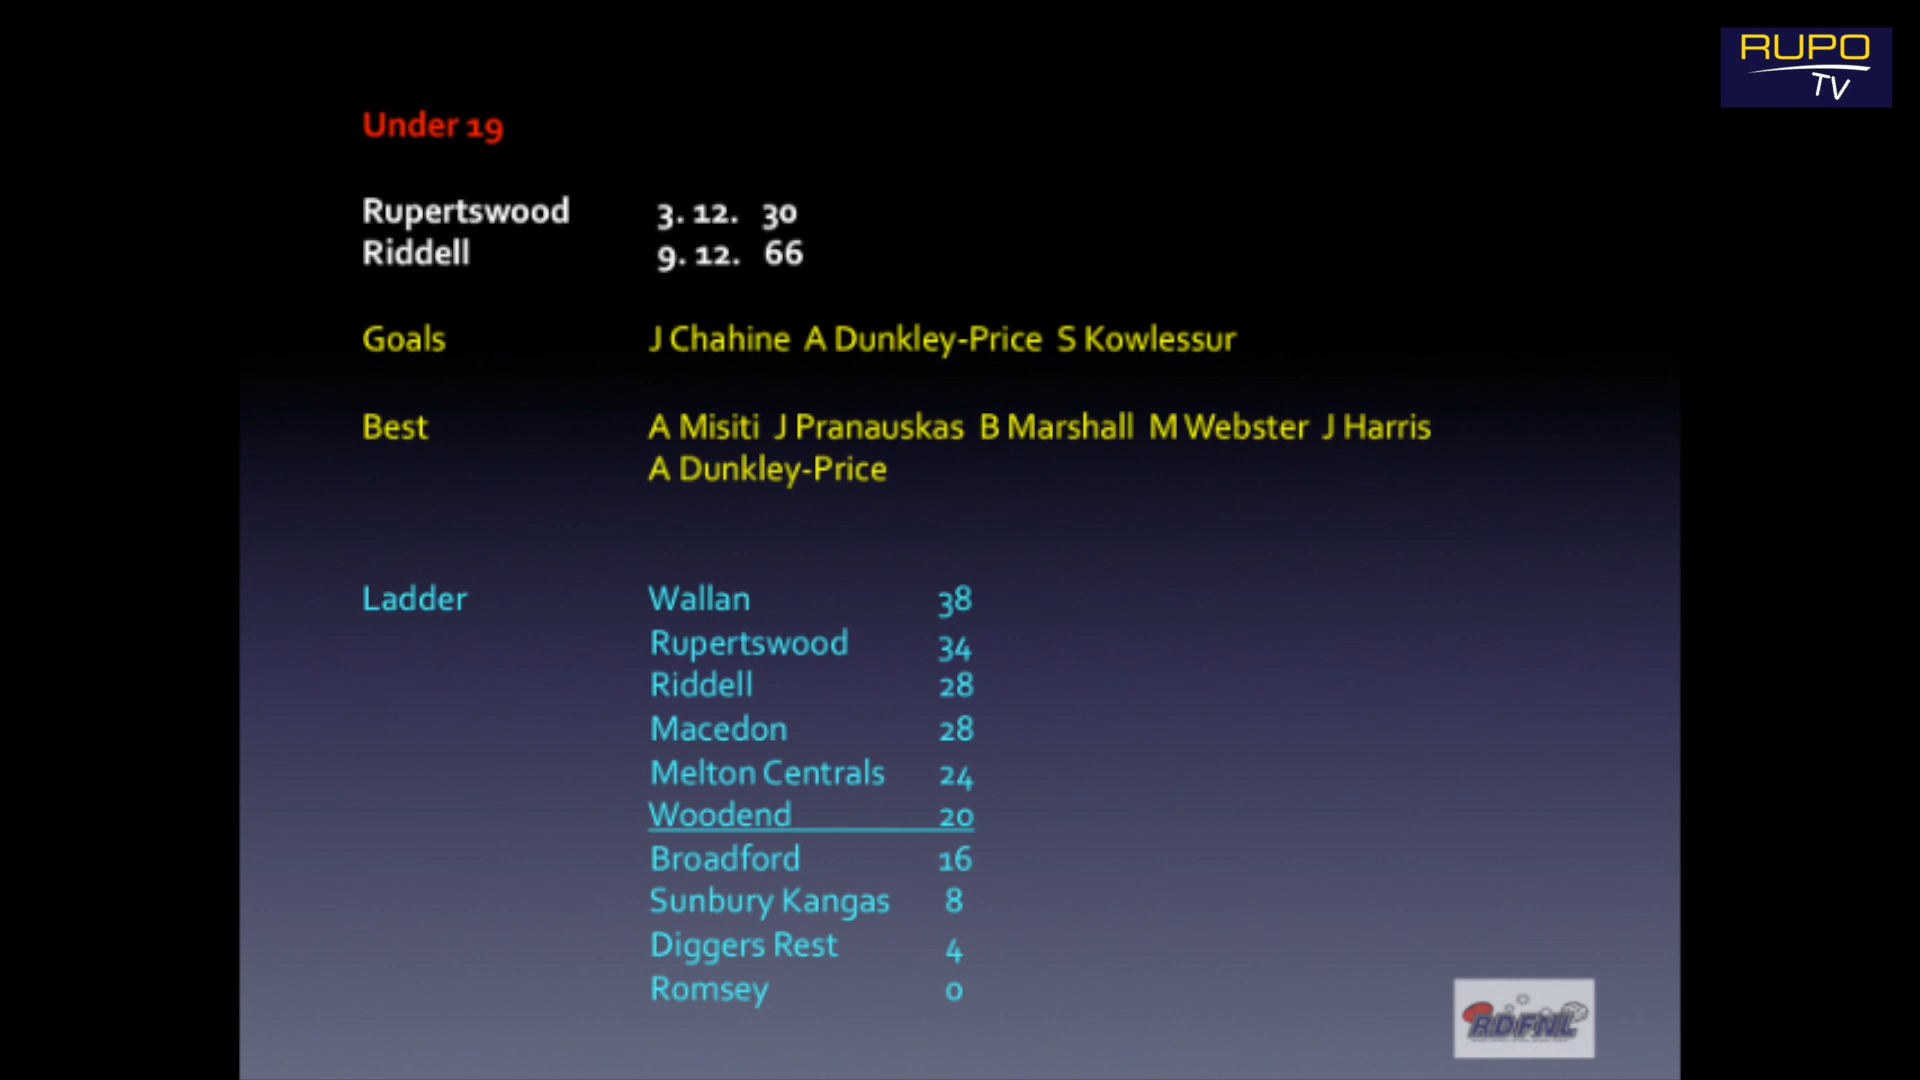 RUPO
TV
Under 19
Rupertswood 3. 12. 30
Riddell 9. 12. 66
Goals J Chahine A Dunkley-Price S Kowlessur
Best A Misiti J Pranauskas B Marshall M Webster J Harris
A Dunkley-Price
Ladder Wallan 38
Rupertswood 34
Riddell 28
Macedon 28
Melton Centrals 24
Woodend 20
Broadford 16
Sunbury Kangas 8
Diggers Rest 4
Romsey 0
RDFNL